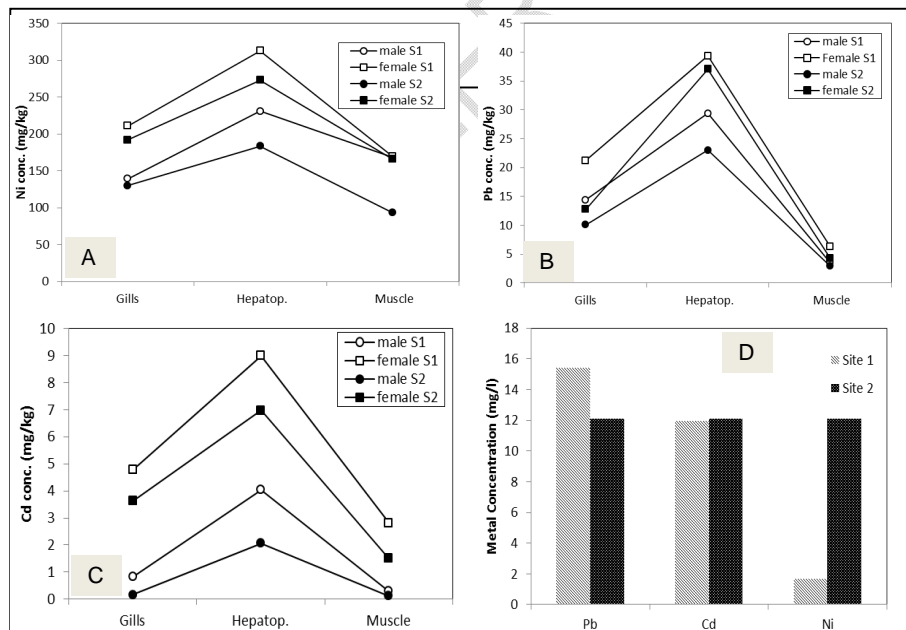 350
300
250
200
150
100
50
0
Ni conc. (mg/kg)
male S1
female S1
male S2
female S2
A
Gills Hepatop. Muscle
45
40
35
30
25
20
15
10
5
0
Pb conc. (mg/kg)
male S1
Female S1
male S2
female S2
B
Gills Hepatop. Muscle
10
9
8
7
6
5
4
3
2
1
0
Cd conc. (mg/kg)
male S1
female S1
male S2
female S2
C
Gills Hepatop. Muscle
18
16
14
12
10
8
6
4
2
0
Metal Concentration (mg/l)
D
Site 1
Site 2
Pb Cd Ni